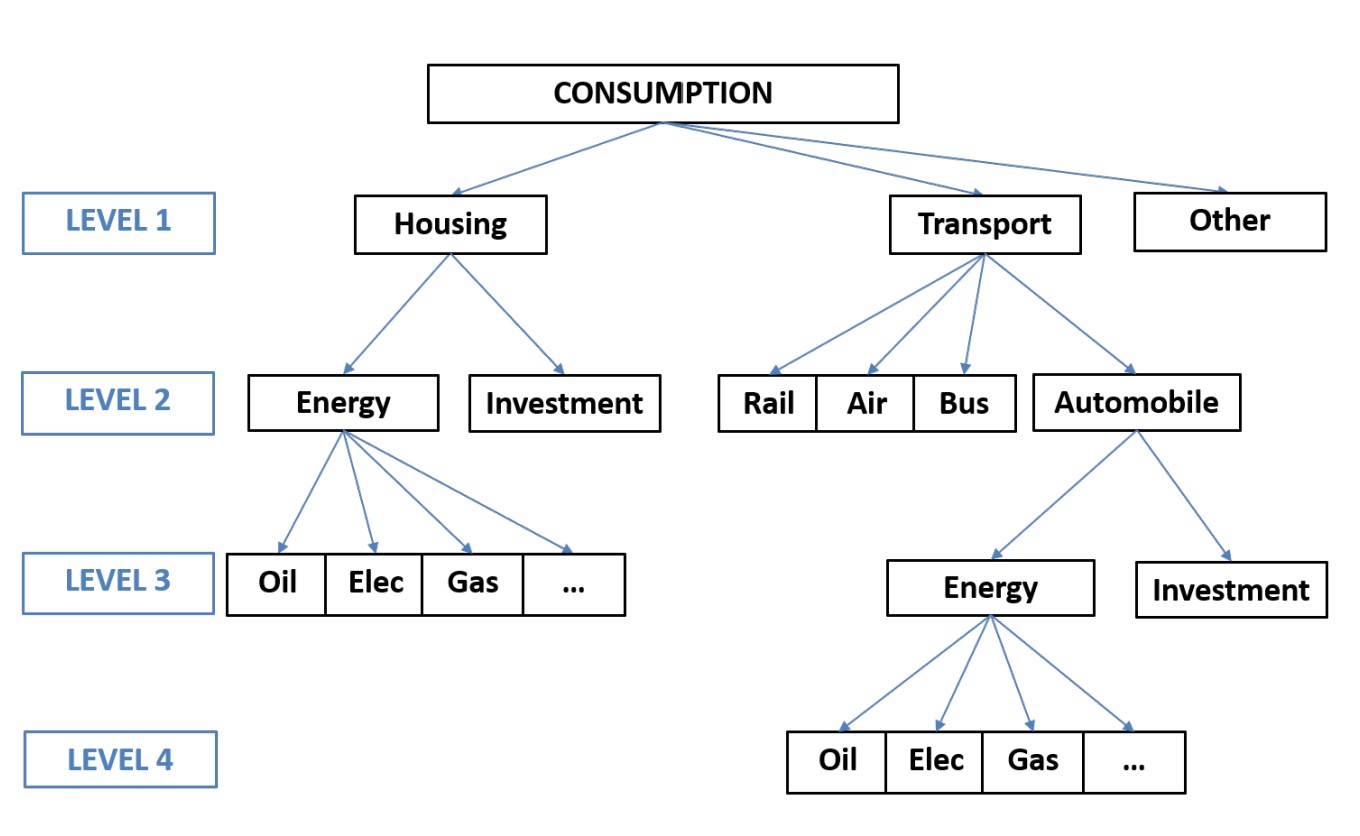 CONSUMPTION
LEVEL 1
Housing
Transport
Other
LEVEL 2
Energy
Investment
Rail
Air
Bus
Automobile
LEVEL 3
Oil
Elec
Gas
...
Energy
Investment
LEVEL 4
Oil
Elec
Gas
...